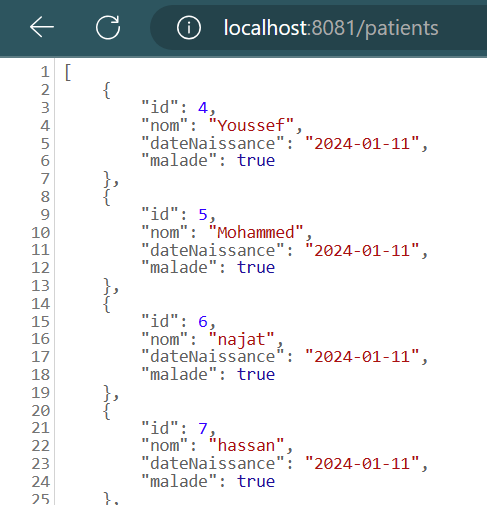 localhost:8081/patients
1 [
2 {
3 "id": 4,
4 "nom": "Youssef",
5 "dateNaissance": "2024-01-11",
6 "malade": true
7 },
8 {
9 "id": 5,
10 "nom": "Mohammed",
11 "dateNaissance": "2024-01-11",
12 "malade": true
13 },
14 {
15 "id": 6,
16 "nom": "najat",
17 "dateNaissance": "2024-01-11",
18 "malade": true
19 },
20 {
21 "id": 7,
22 "nom": "hassan",
23 "dateNaissance": "2024-01-11",
24 "malade": true
25 },